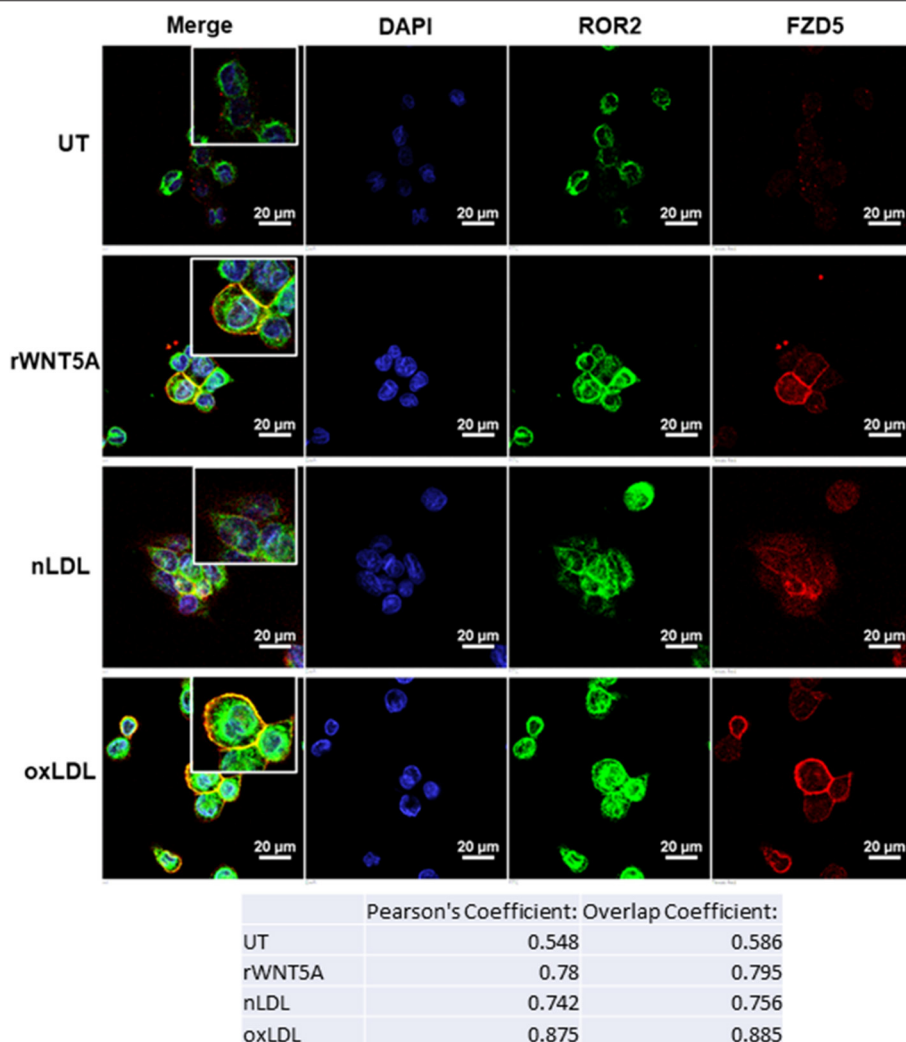 Merge DAPI ROR2 FZD5
UT
20 µm 20 µm 20 µm 20 µm
rWNT5A
20 µm 20 µm 20 µm 20 µm
nLDL
20 µm 20 µm 20 µm 20 µm
oxLDL
20 µm 20 µm 20 µm 20 µm
Pearson's Coefficient: Overlap Coefficient:
UT 0.548 0.586
rWNT5A 0.78 0.795
nLDL 0.742 0.756
oxLDL 0.875 0.885